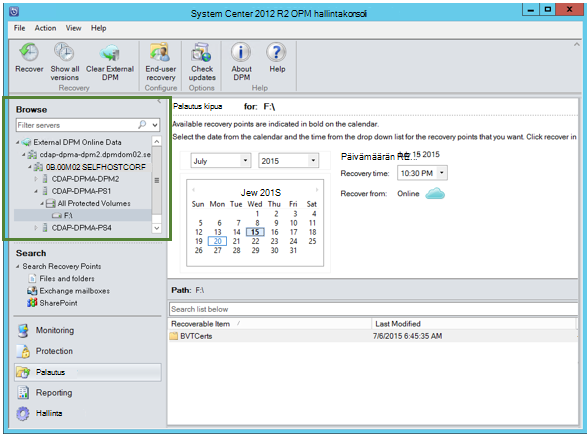 System Center 2012 R2 OPM hallintakorsoli
File Action View Help
Recover Show all versions Clear External DPM End-user recovery Check updates About DPM Help
Recovery Configure Options Help
Browse
Filter servers
External DPM Online Data
cdap-dpma-dpm2.dpmdom02.se
0B.00M02 SELFHOSTCORF
CDAP-DPMA-DPM2
CDAP-DPMA-PS1
All Protected Volumes
F:\
CDAP-DPMA-PS4
Search
Search Recovery Points
Files and folders
Exchange mailboxes
SharePoint
Monitoring
Protection
Palautus
Reporting
Hallinta
Palautus kipua for: F:\
Available recovery points are indicated in bold on the calendar.
Select the date from the calendar and the time from the drop down list for the recovery points that you want. Click recover in
July 2015
Jew 201S
Sun Mon Tue Wed Thu Fri Sat
1 2 3 4
5 6 7 8 9 10 11
12 13 14 15 16 17 18
19 20 21 22 23 24 25
26 27 28 29 30 31
Päivämäärän 15 2015
Recovery time: 10:30 PM
Recover from: Online
Path: F:\
Search list below
Recoverable Item / Last Modified
BVTCerts 7/6/2015 6:45:35 AM